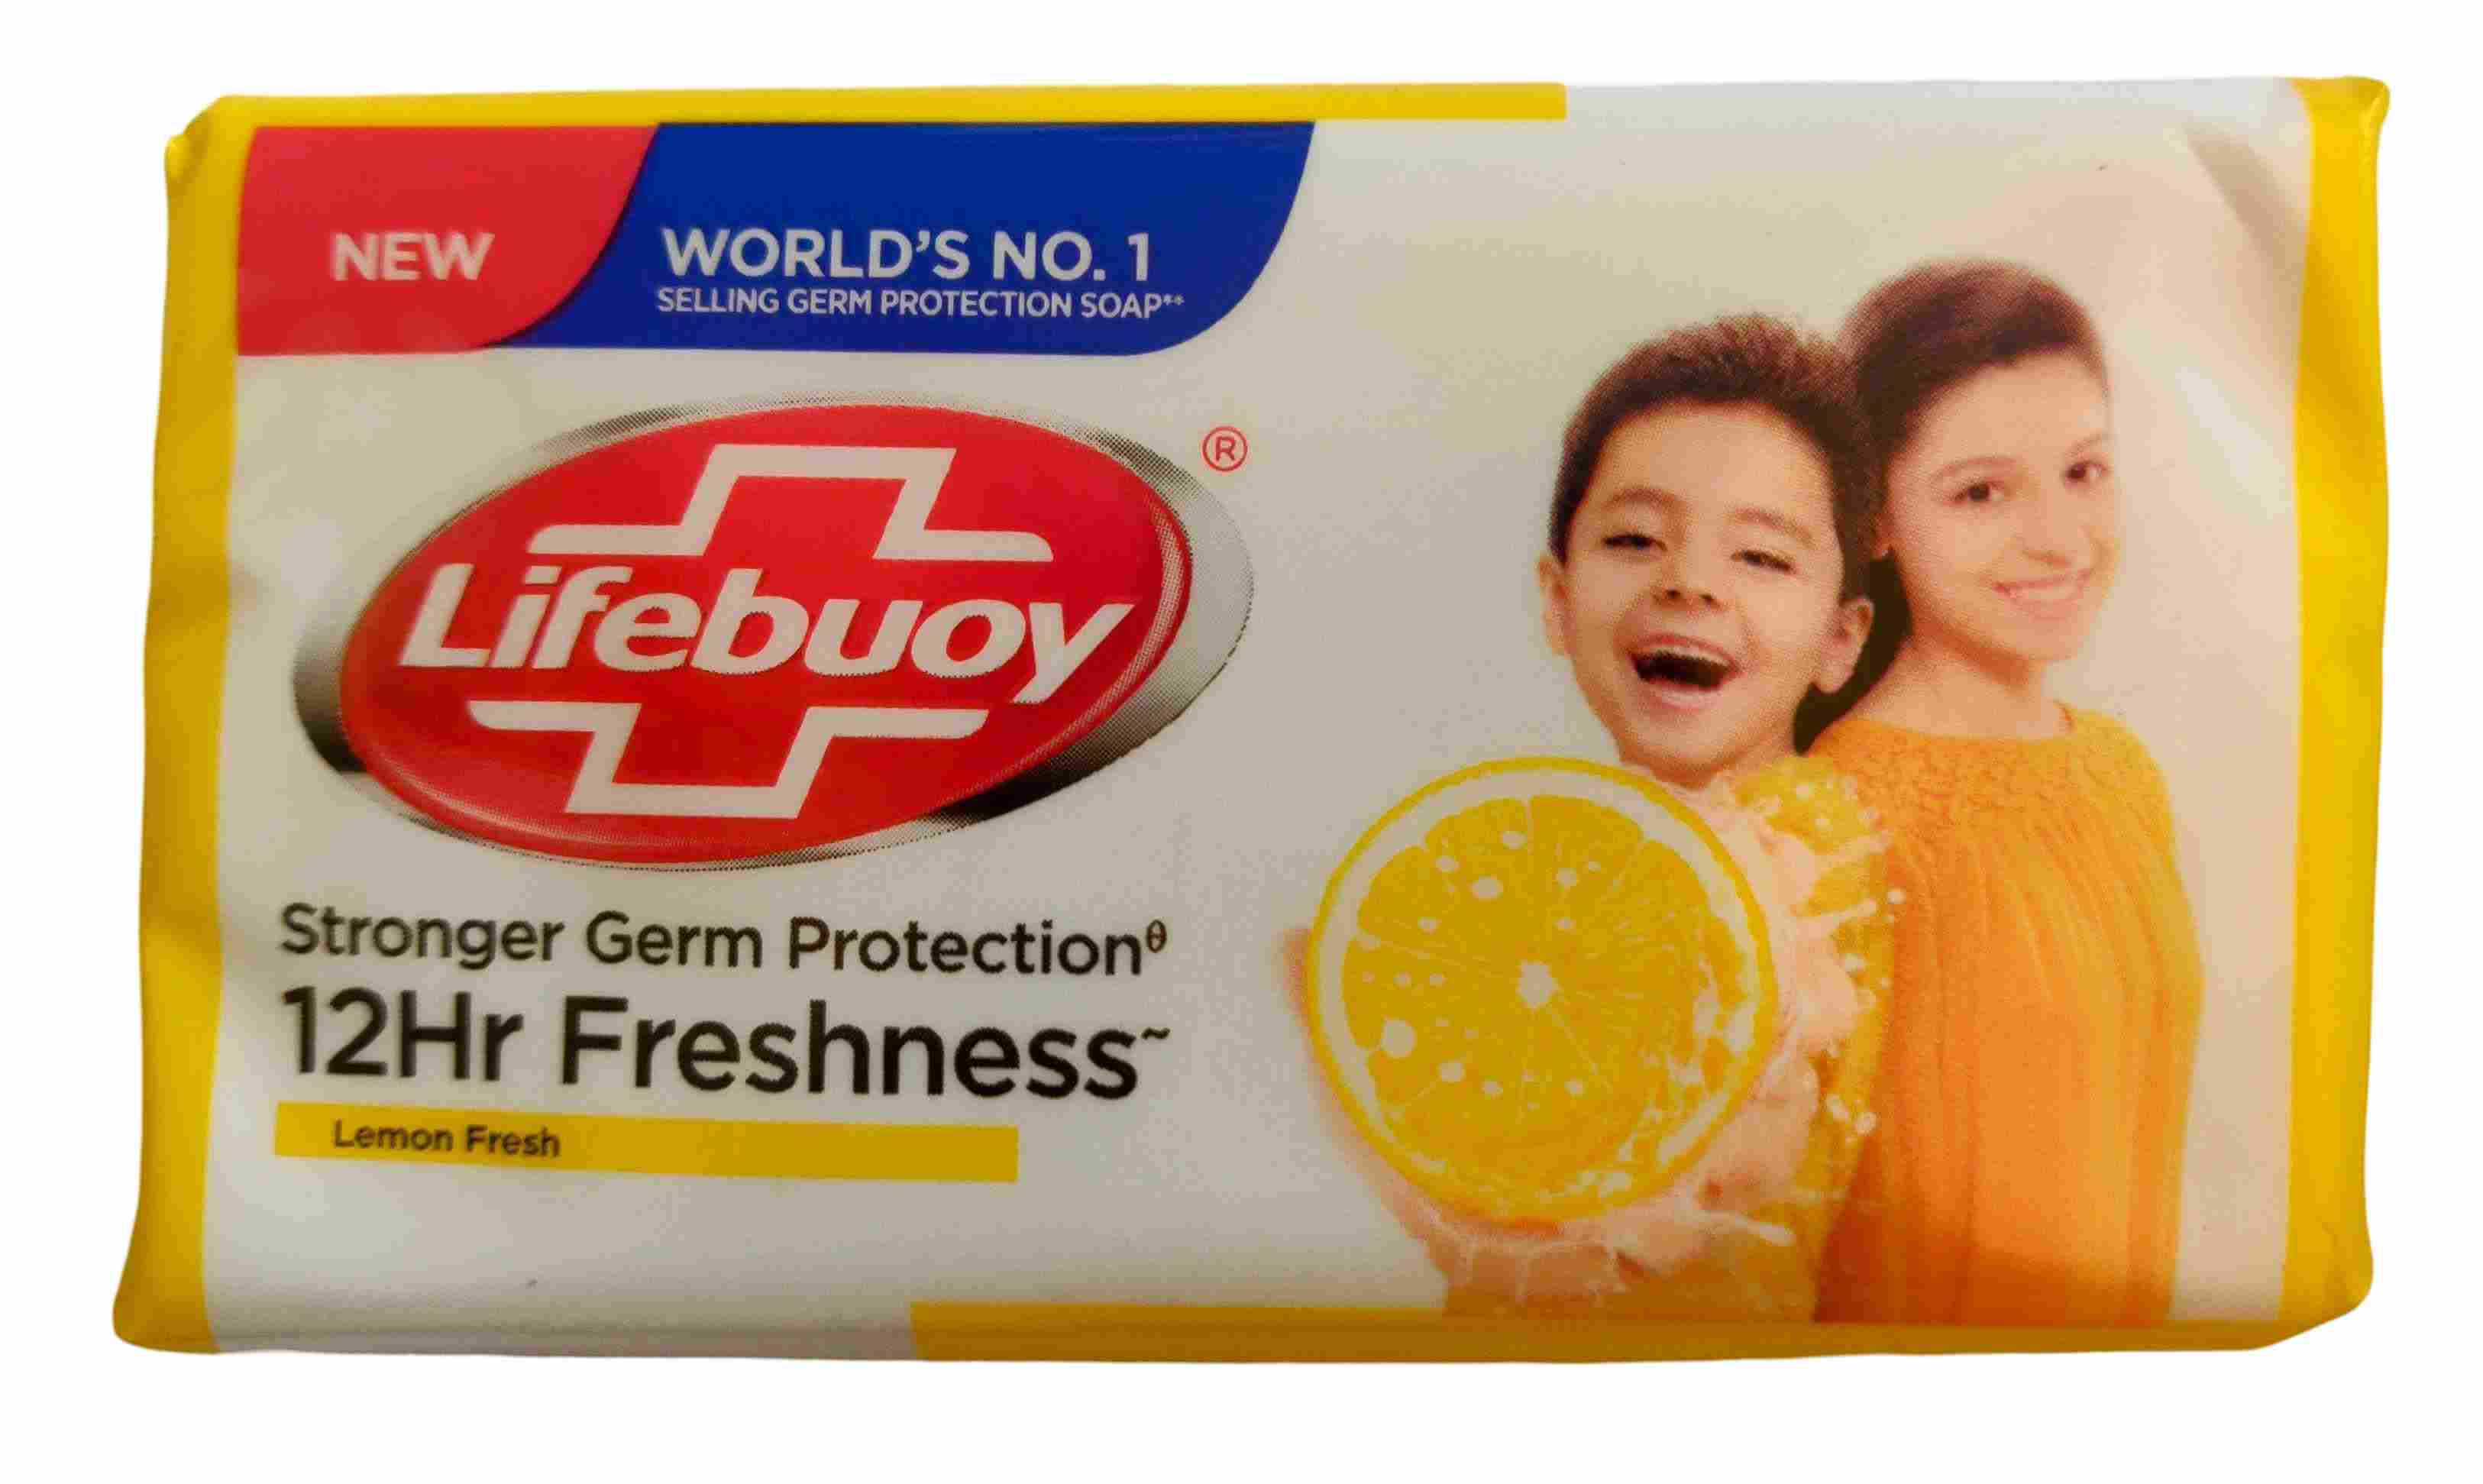 NEW
WORLD'S NO. 1
SELLING GERM PROTECTION SOAP**
Lifebuoy ®
Stronger Germ Protectionᶿ
12Hr Freshness~
Lemon Fresh